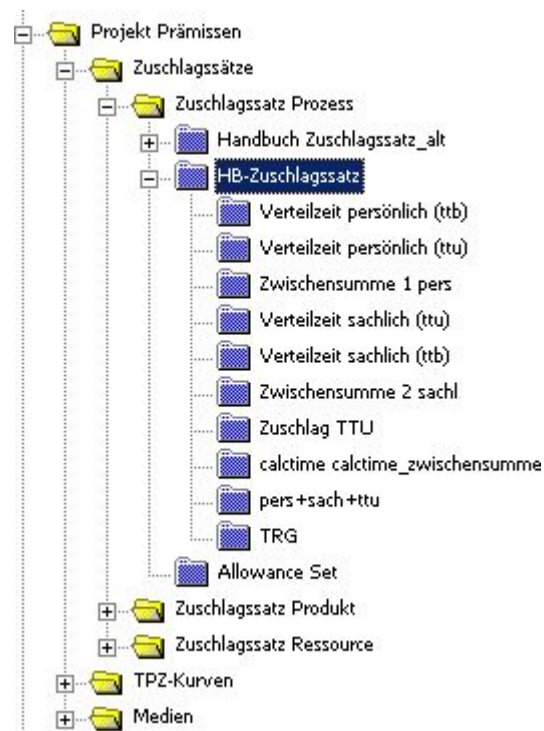 Projekt Prämissen
Zuschlagssätze
Zuschlagssatz Prozess
Handbuch Zuschlagssatz_alt
HB-Zuschlagssatz
Verteilzeit persönlich (ttb)
Verteilzeit persönlich (ttu)
Zwischensumme 1 pers
Verteilzeit sachlich (ttu)
Verteilzeit sachlich (ttb)
Zwischensumme 2 sachl
Zuschlag TTU
calctime calctime_zwischensumme
pers+sach+ttu
TRG
Allowance Set
Zuschlagssatz Produkt
Zuschlagssatz Ressource
TPZ-Kurven
Medien